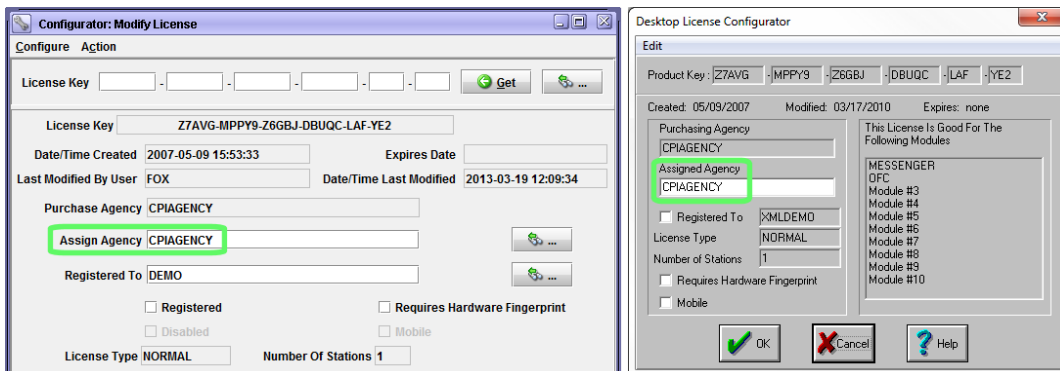 Configurator: Modify License
Configure Action
License Key - - - - - Get ...
License Key Z7AVG-MPPY9-Z6GBJ-DBUQC-LAF-YE2
Date/Time Created 2007-05-09 15:53:33 Expires Date
Last Modified By User FOX Date/Time Last Modified 2013-03-19 12:09:34
Purchase Agency CPIAGENCY
Assign Agency CPIAGENCY ...
Registered To DEMO ...
Registered Requires Hardware Fingerprint
Disabled Mobile
License Type NORMAL Number Of Stations 1
Desktop License Configurator
Edit
Product Key: Z7AVG -MPPY9 -Z6GBJ -DBUQC -LAF -YE2
Created: 05/09/2007 Modified: 03/17/2010 Expires: none
Purchasing Agency
CPIAGENCY
Assigned Agency
CPIAGENCY
Registered To XMLDEMO
License Type NORMAL
Number of Stations 1
Requires Hardware Fingerprint
Mobile
This License Is Good For The
Following Modules
MESSENGER
OFC
Module #3
Module #4
Module #5
Module #6
Module #7
Module #8
Module #9
Module #10
OK Cancel Help